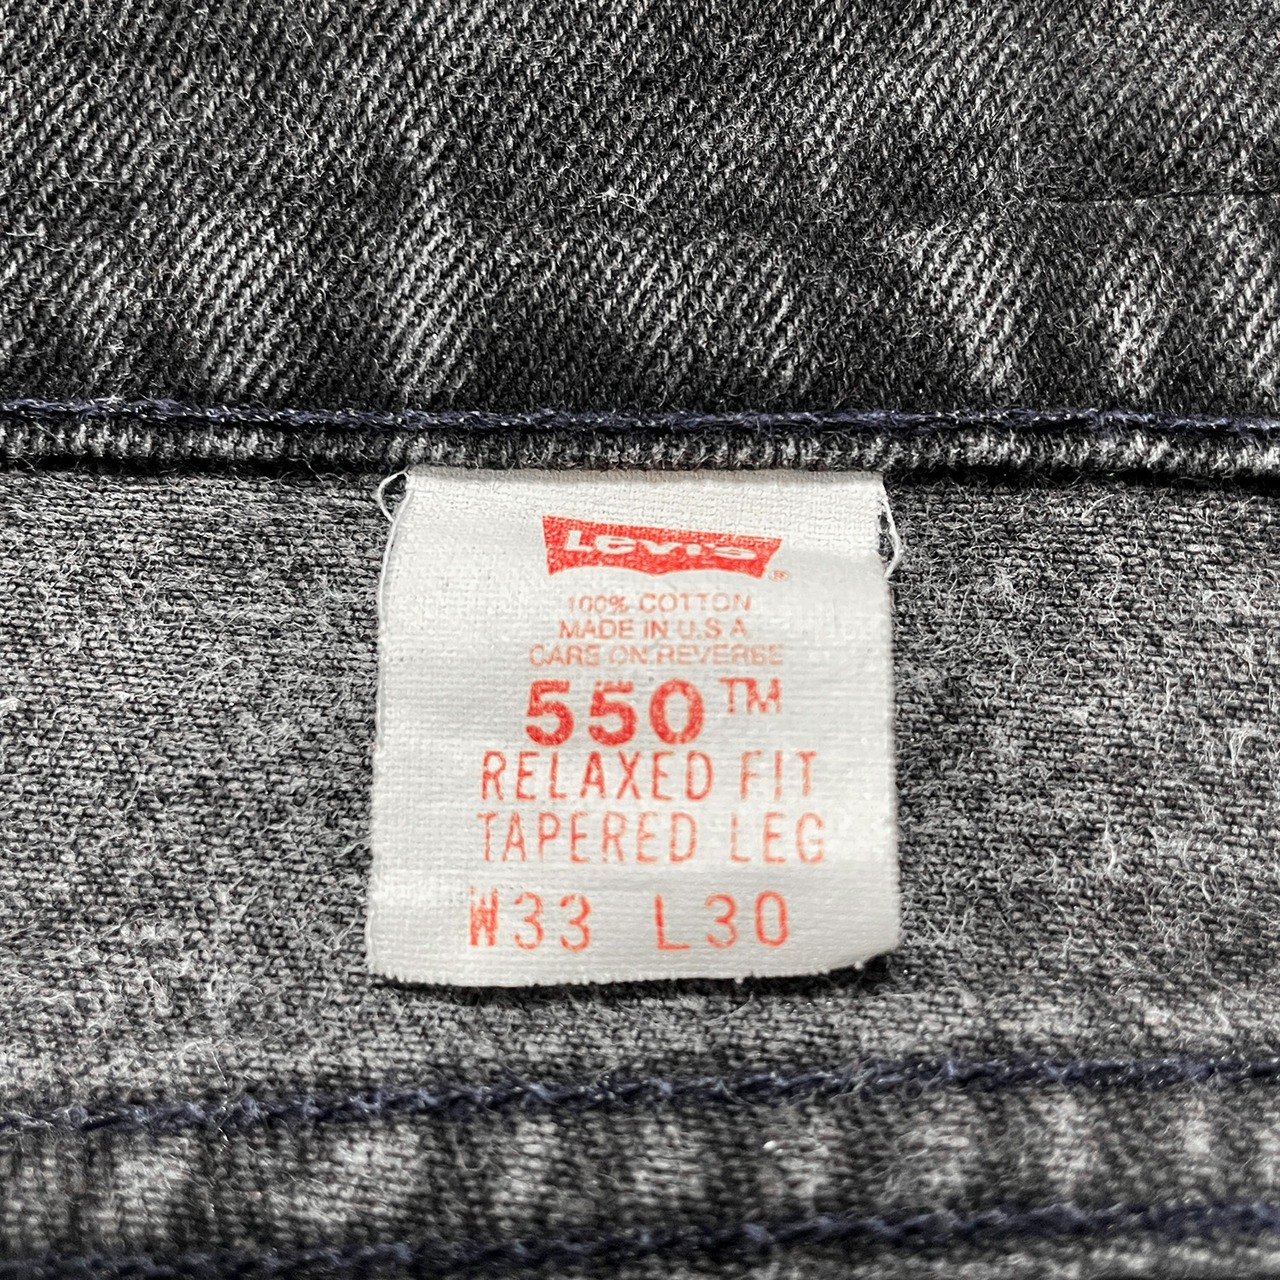 Levi's ®
100% COTTON
MADE IN U.S.A.
CARE ON REVERSE
550™
RELAXED FIT
TAPERED LEG
W33 L30